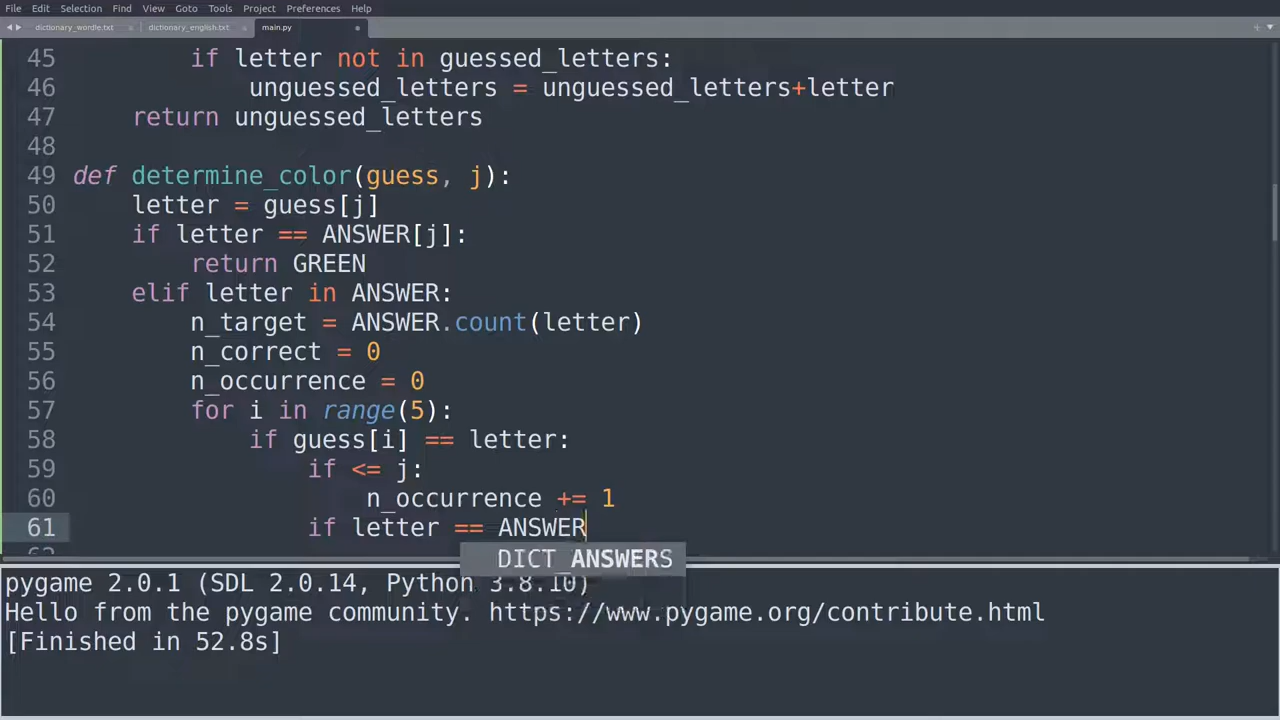 File Edit Selection Find View Goto Tools Project Preferences Help
dictionary_wordle.txt dictionary_english.txt main.py
45 if letter not in guessed_letters:
46 unguessed_letters = unguessed_letters+letter
47 return unguessed_letters
48
49 def determine_color(guess, j):
50 letter = guess[j]
51 if letter == ANSWER[j]:
52 return GREEN
53 elif letter in ANSWER:
54 n_target = ANSWER.count(letter)
55 n_correct = 0
56 n_occurrence = 0
57 for i in range(5):
58 if guess[i] == letter:
59 if <= j:
60 n_occurrence += 1
61 if letter == ANSWER
DICT_ANSWERS
pygame 2.0.1 (SDL 2.0.14, Python 3.8.10)
Hello from the pygame community. https://www.pygame.org/contribute.html
[Finished in 52.8s]